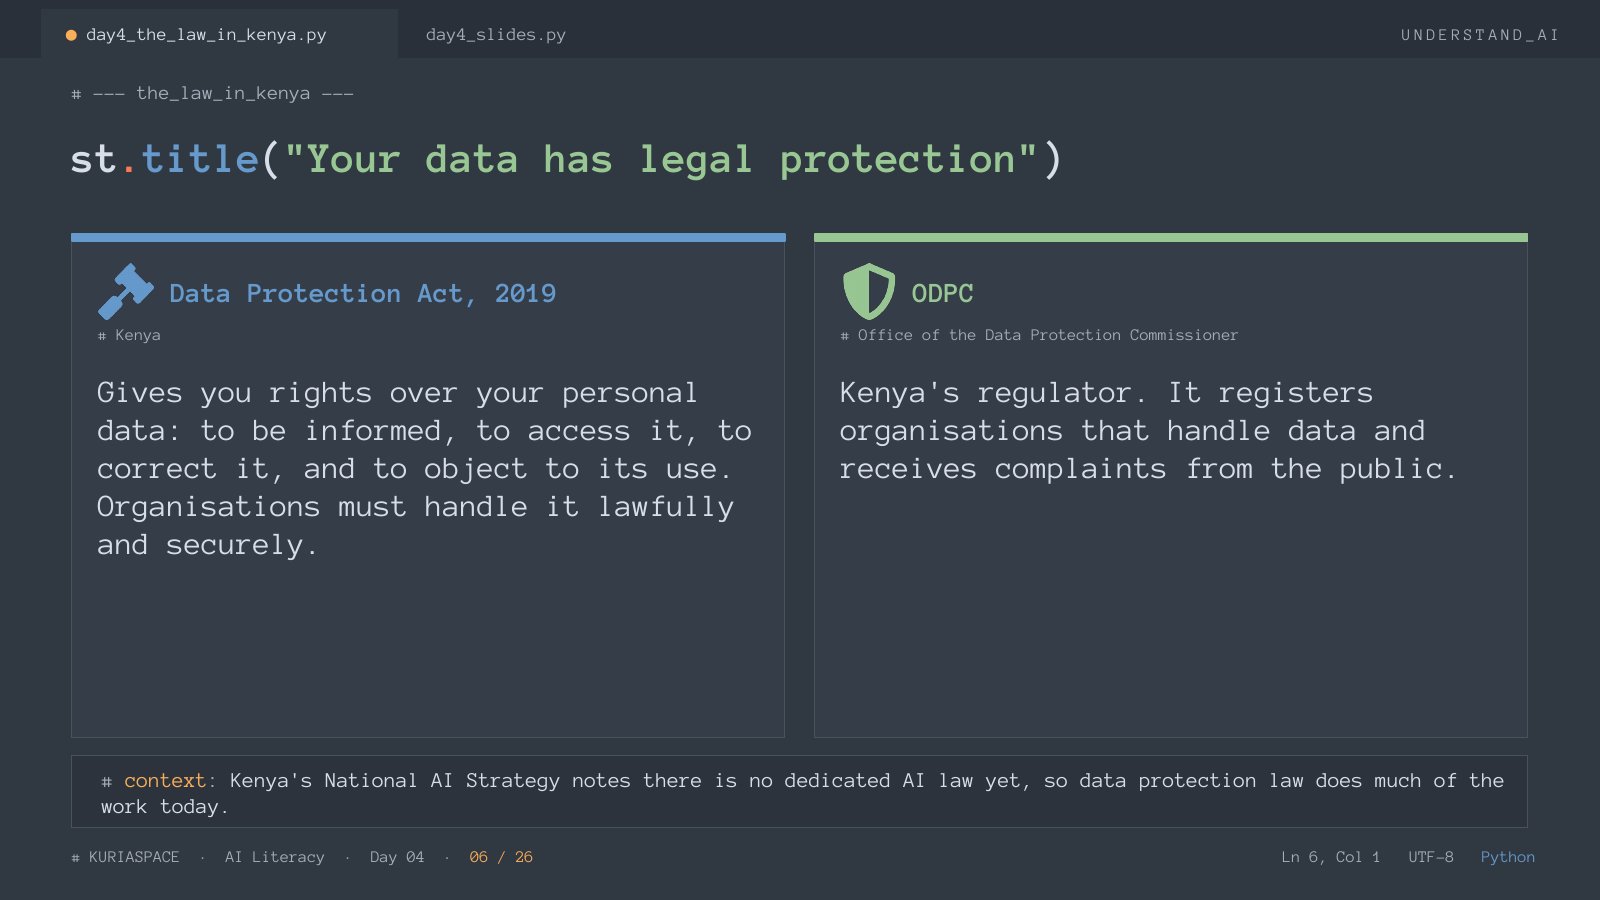 day4_the_law_in_kenya.py
day4_slides.py
UNDERSTAND_AI
# --- the_law_in_kenya ---
st.title("Your data has legal protection")
Data Protection Act, 2019
# Kenya
Gives you rights over your personal
data: to be informed, to access it, to
correct it, and to object to its use.
Organisations must handle it lawfully
and securely.
ODPC
# Office of the Data Protection Commissioner
Kenya's regulator. It registers
organisations that handle data and
receives complaints from the public.
# context: Kenya's National AI Strategy notes there is no dedicated AI law yet, so data protection law does much of the
work today.
# KURIASPACE · AI Literacy · Day 04 · 06 / 26
Ln 6, Col 1 UTF-8 Python